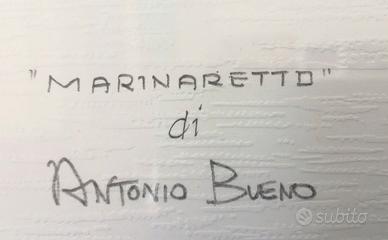 "MARINARETTO"
di
ANTONIO BUENO
subito